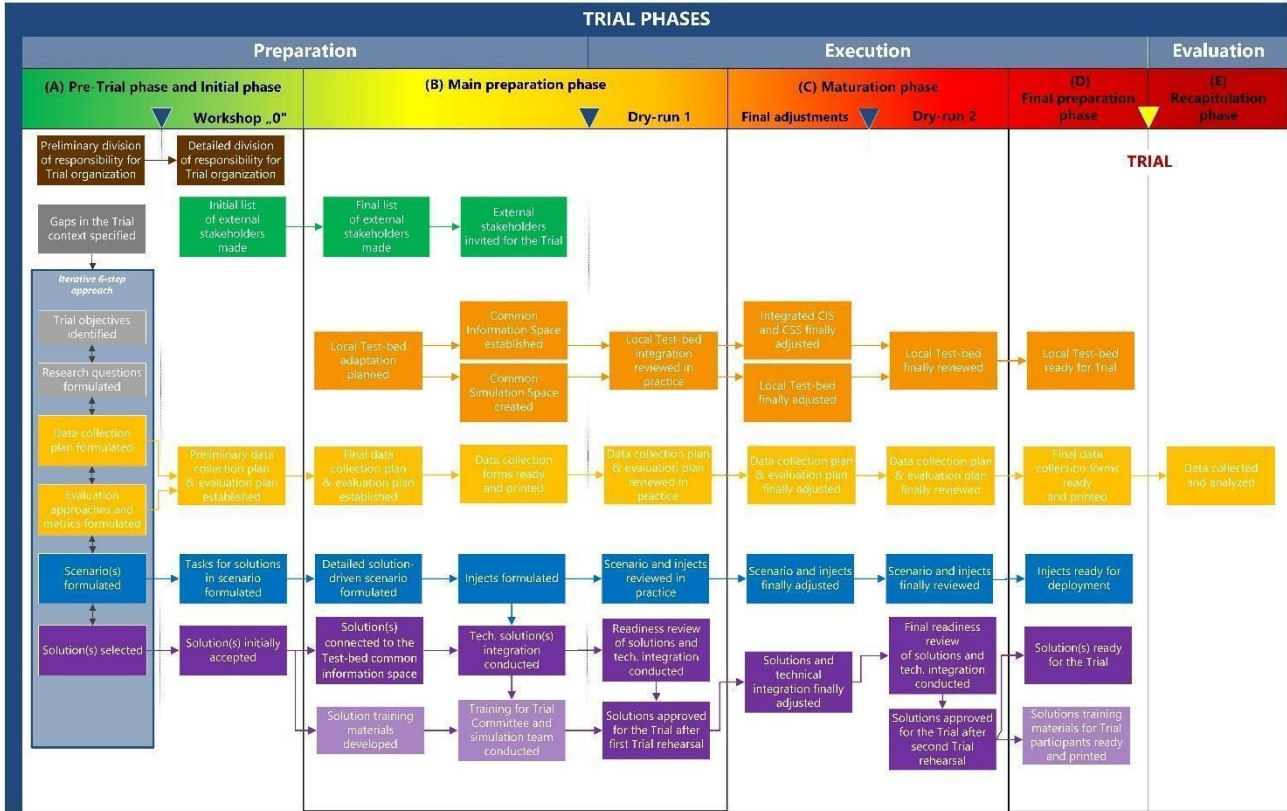 TRIAL PHASES
Preparation
Execution
Evaluation
(A) Pre-Trial phase and Initial phase
(B) Main preparation phase
(C) Maturation phase
(D)
Final preparation
phase
(E)
Recapitulation
phase
Workshop „0"
Dry-run 1
Final adjustments
Dry-run 2
TRIAL
Preliminary division
of responsibility for
Trial organization
Detailed division
of responsibility for
Trial organization
Gaps in the Trial
context specified
Initial list
of external
stakeholders
made
Final list
of external
stakeholders
made
External
stakeholders
invited for the Trial
Iterative 6-step
approach
Trial objectives
identified
Research questions
formulated
Data collection
plan formulated
Evaluation
approaches and
metrics formulated
Scenario(s)
formulated
Solution(s) selected
Local Test-bed
adaptation
planned
Common
Information Space
established
Common
Simulation Space
created
Local Test-bed
integration
reviewed in
practice
Integrated CIS
and CSS finally
adjusted
Local Test-bed
finally adjusted
Local Test-bed
finally reviewed
Local Test-bed
ready for Trial
Preliminary data
collection plan
& evaluation plan
established
Final data
collection plan
& evaluation plan
established
Data collection
forms ready
and printed
Data collection plan
& evaluation plan
reviewed in
practice
Data collection plan
& evaluation plan
finally adjusted
Data collection plan
& evaluation plan
finally reviewed
Final data
collection forms
ready
and printed
Data collected
and analyzed
Tasks for solutions
in scenario
formulated
Detailed solution-
driven scenario
formulated
Injects formulated
Scenario and injects
reviewed in
practice
Scenario and injects
finally adjusted
Scenario and injects
finally reviewed
Injects ready for
deployment
Solution(s) initially
accepted
Solution(s)
connected to the
Test-bed common
information space
Tech. solution(s)
integration
conducted
Readiness review
of solutions and
tech. integration
conducted
Solutions and
technical
integration finally
adjusted
Final readiness
review
of solutions and
tech. integration
conducted
Solution(s) ready
for the Trial
Solution training
materials
developed
Training for Trial
Committee and
simulation team
conducted
Solutions approved
for the Trial after
first Trial rehearsal
Solutions approved
for the Trial after
second Trial
rehearsal
Solutions training
materials for Trial
participants ready
and printed